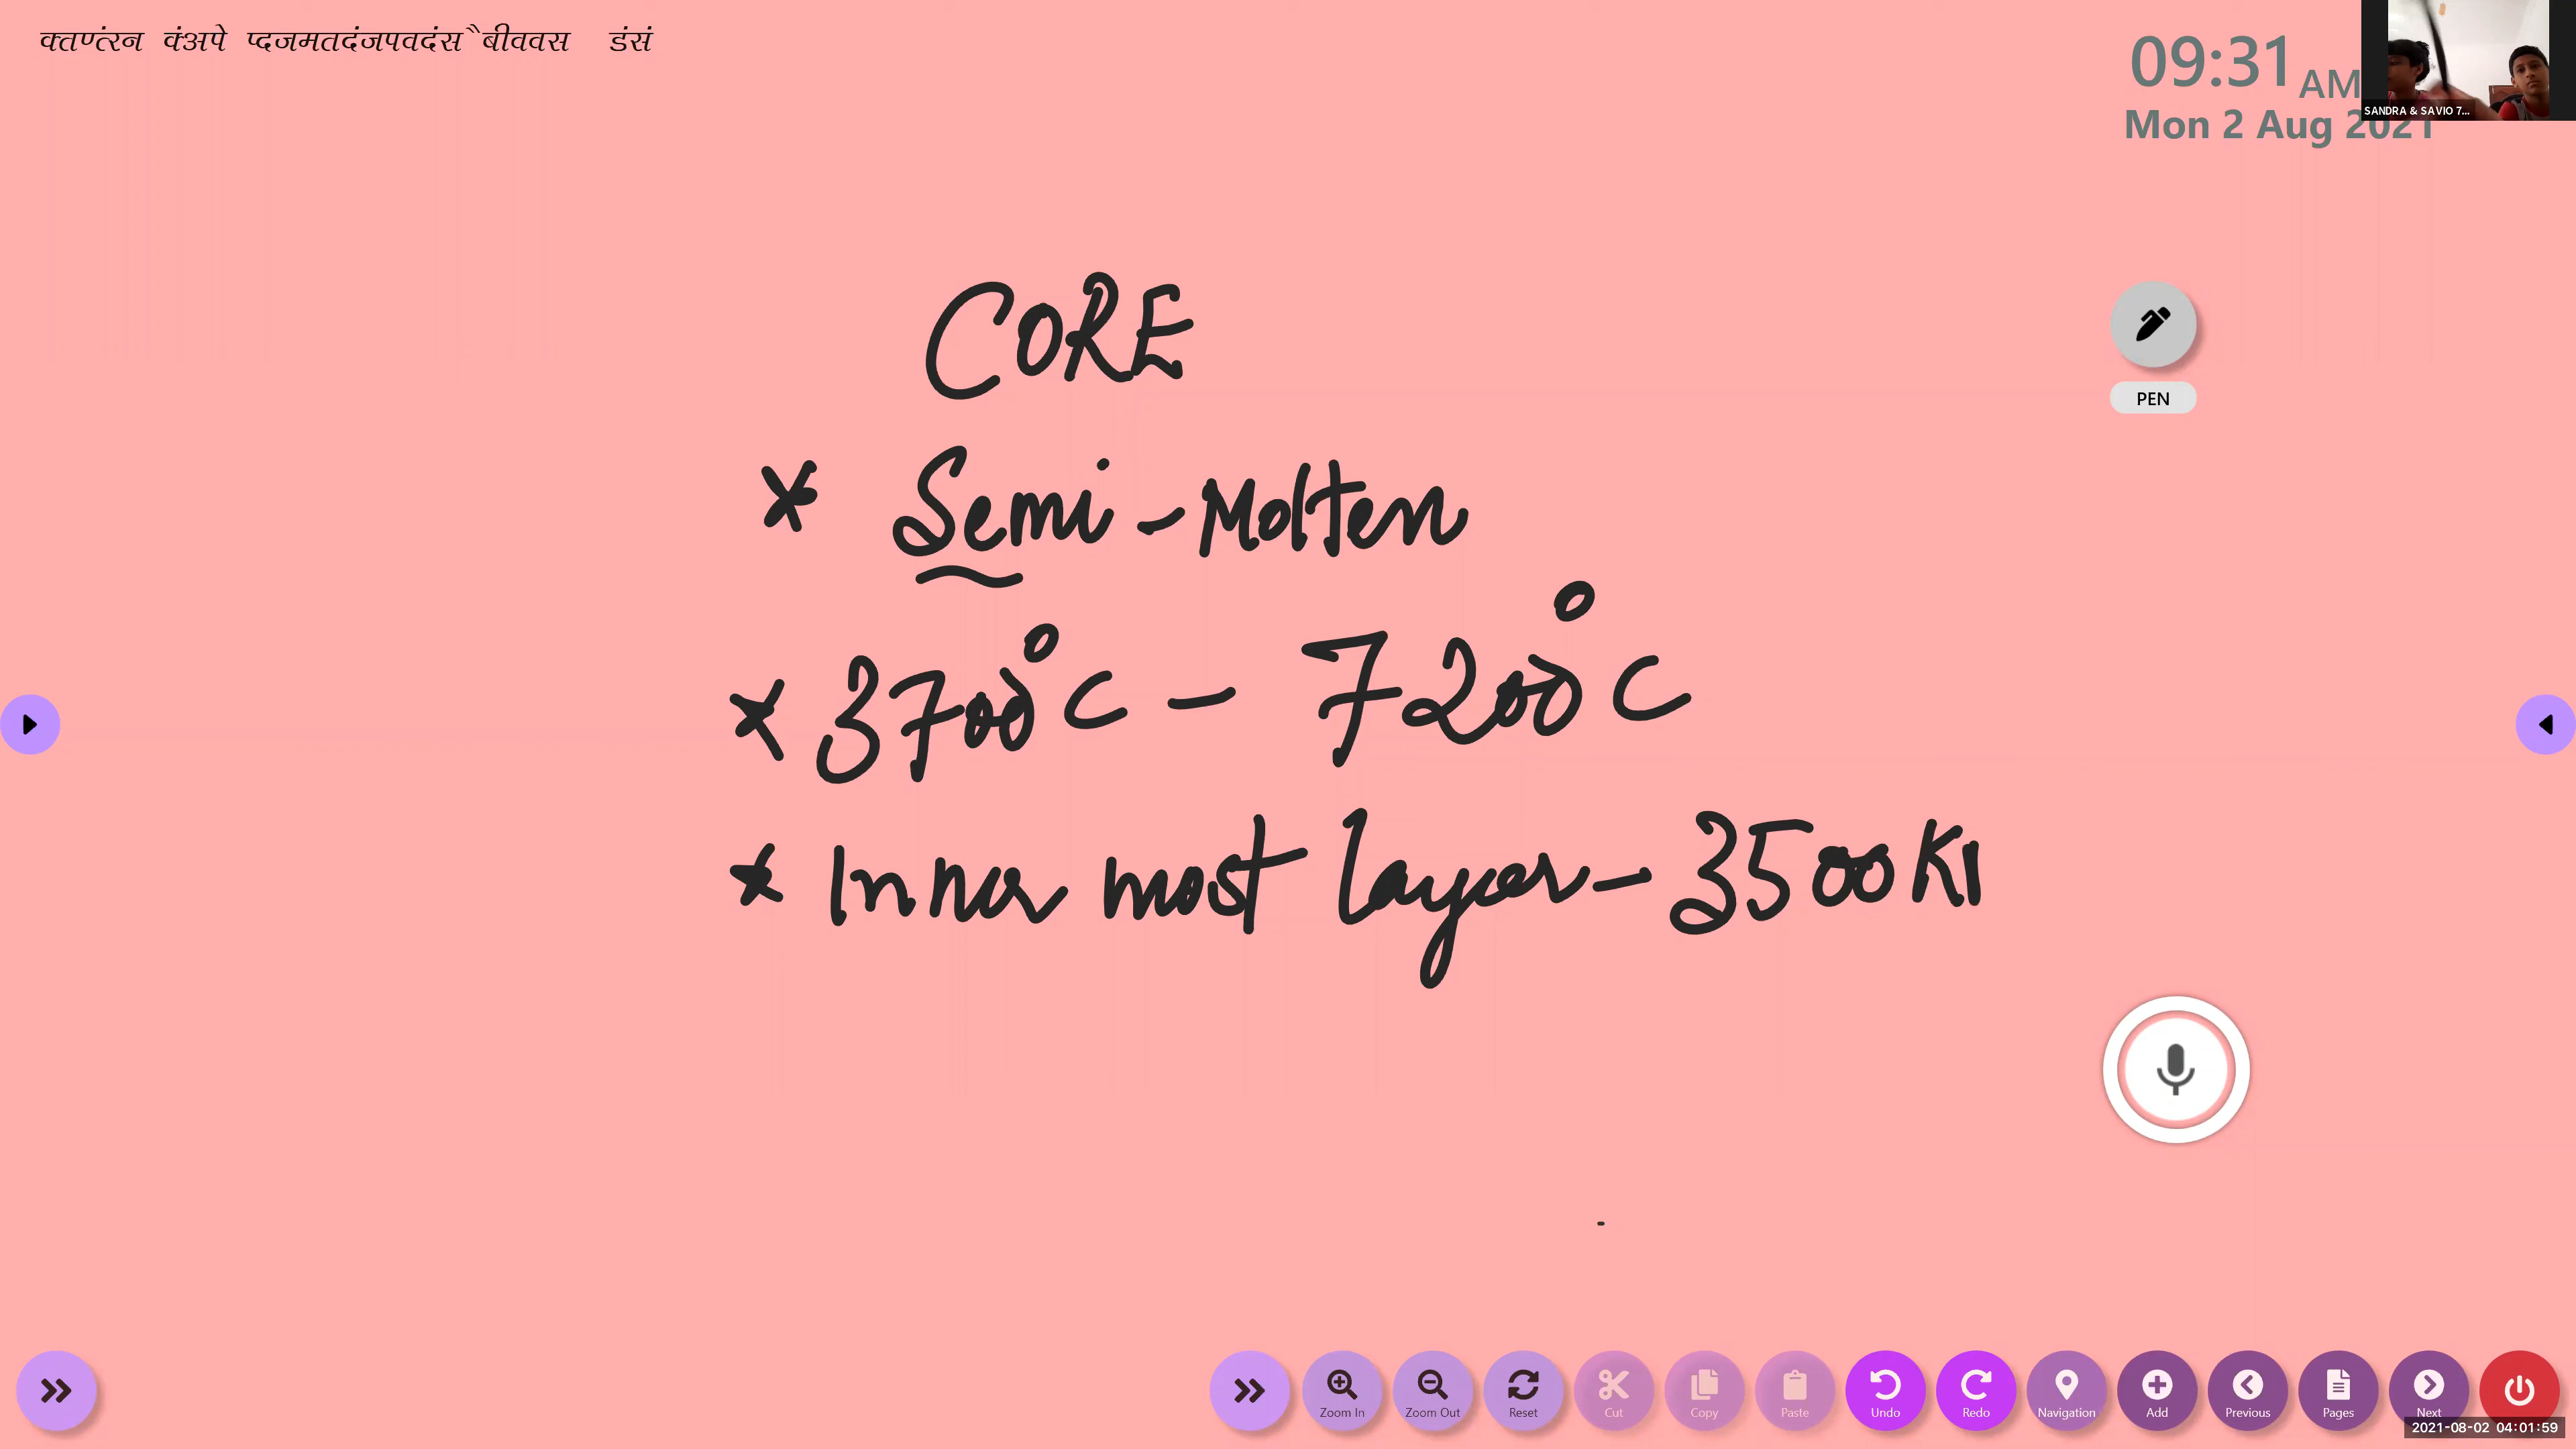 क्तण्ंरन कंअपे प्दजमतदंजपवदंस ैबीववस डंसं
09:31 AM
SANDRA & SAVIO 7...
Mon 2 Aug 2021
CORE
PEN
* Semi - Molten
* 3700°C - 7200°C
* Inner most layer - 3500 KM
Zoom In Zoom Out Reset Cut Copy Paste Undo Redo Navigation Add Previous Pages Next
2021-08-02 04:01:59